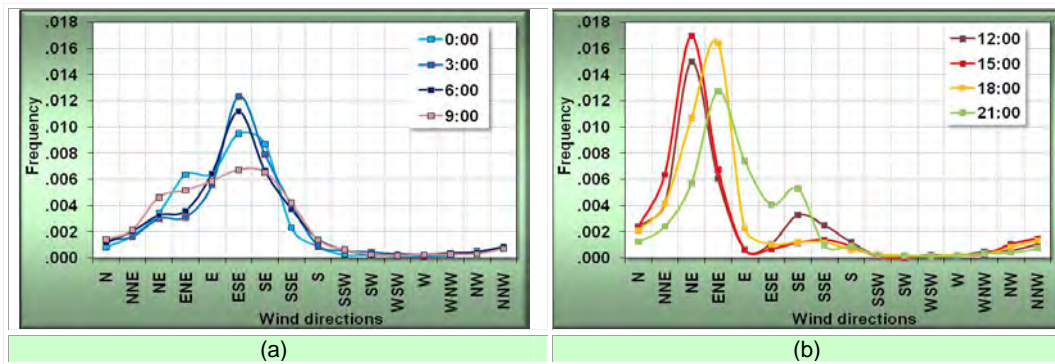 .018
.016
.014
.012
.010
.008
.006
.004
.002
.000
Frequency
0:00
3:00
6:00
9:00
N
NNE
NE
ENE
E
ESE
SE
SSE
S
SSW
SW
WSW
W
WNW
NW
NNW
Wind directions
(a)
.018
.016
.014
.012
.010
.008
.006
.004
.002
.000
Frequency
12:00
15:00
18:00
21:00
N
NNE
NE
ENE
E
ESE
SE
SSE
S
SSW
SW
WSW
W
WNW
NW
NNW
Wind directions
(b)